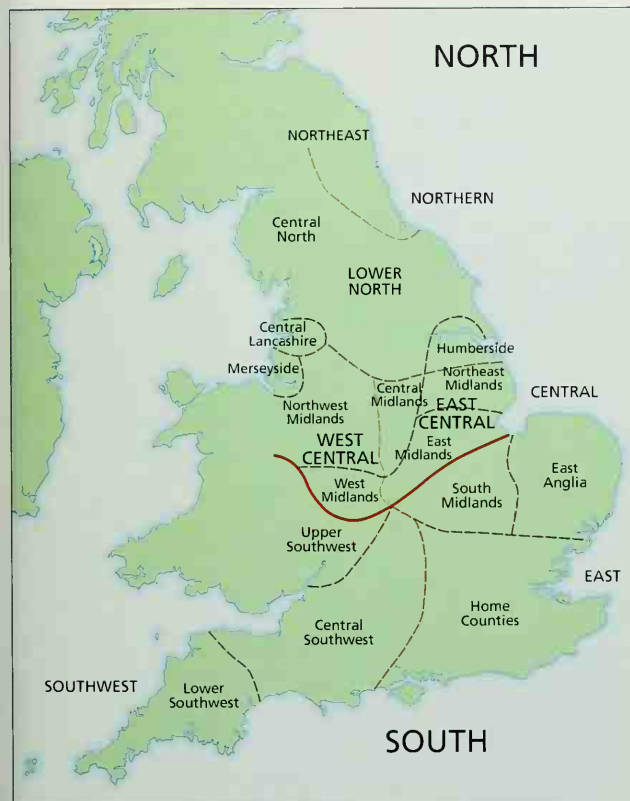 NORTH
NORTHEAST
NORTHERN
Central
North
LOWER
NORTH
Central
Lancashire
Humberside
Merseyside
Northeast
Midlands
Central
Midlands
CENTRAL
Northwest
Midlands
EAST
CENTRAL
WEST
CENTRAL
East
Midlands
East
Anglia
West
Midlands
South
Midlands
Upper
Southwest
EAST
Home
Counties
Central
Southwest
SOUTHWEST
Lower
Southwest
SOUTH